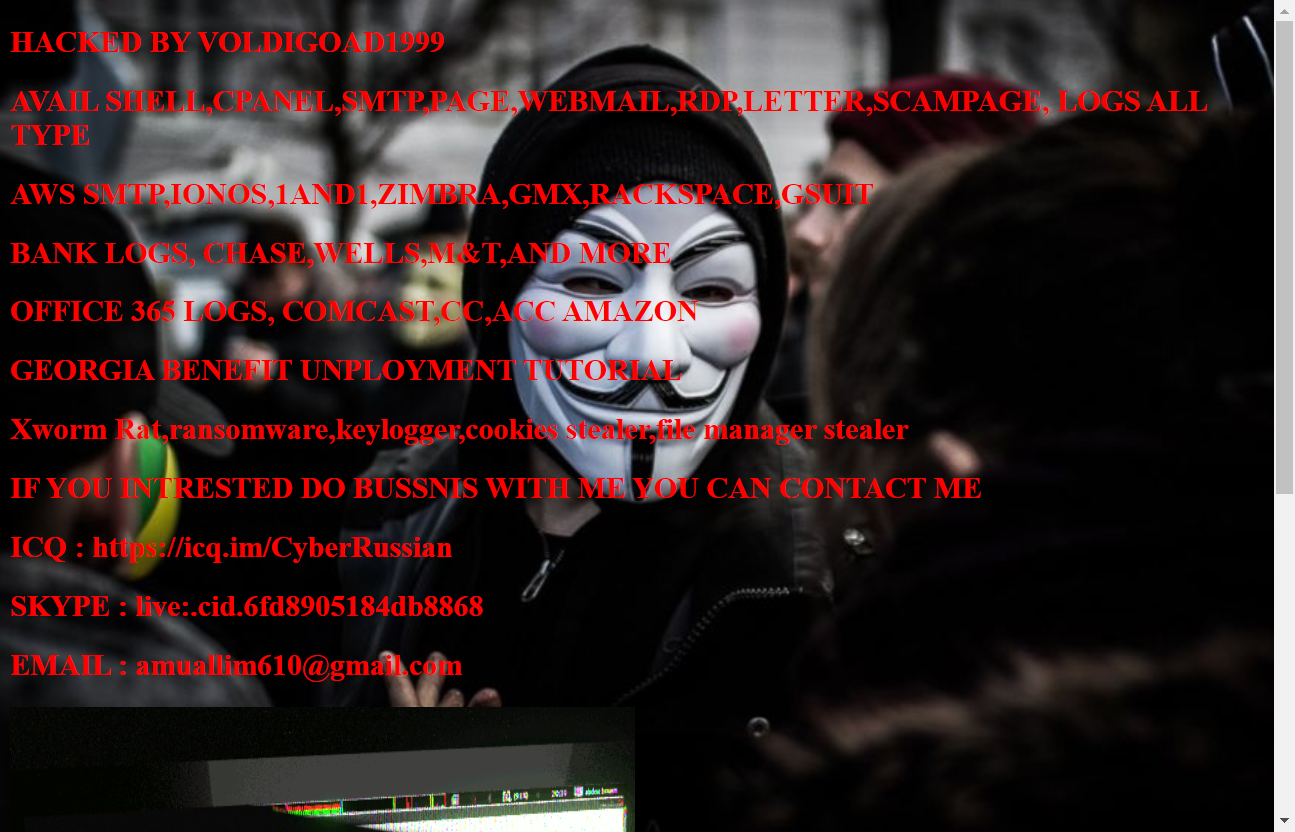 HACKED BY VOLDIGOAD1999
AVAIL SHELL,CPANEL,SMTP,PAGE,WEBMAIL,RDP,LETTER,SCAMPAGE, LOGS ALL
TYPE
AWS SMTP,IONOS,1AND1,ZIMBRA,GMX,RACKSPACE,GSUIT
BANK LOGS, CHASE,WELLS,M&T,AND MORE
OFFICE 365 LOGS, COMCAST,CC,ACC AMAZON
GEORGIA BENEFIT UNPLOYMENT TUTORIAL
Xworm Rat,ransomware,keylogger,cookies stealer,file manager stealer
IF YOU INTRESTED DO BUSSNIS WITH ME YOU CAN CONTACT ME
ICQ : https://icq.im/CyberRussian
SKYPE : live:.cid.6fd8905184db8868
EMAIL : amuallim610@gmail.com